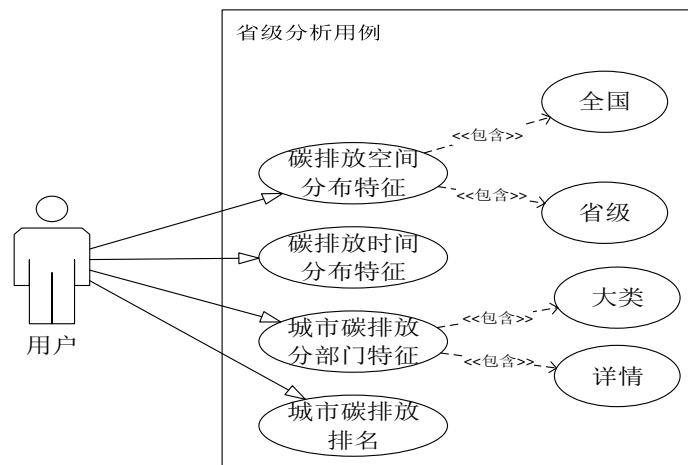 省级分析用例
全国
<<包含>>
碳排放空间
分布特征
<<包含>>
省级
碳排放时间
分布特征
大类
<<包含>>
城市碳排放
分部门特征
<<包含>>
详情
用户
城市碳排放
排名